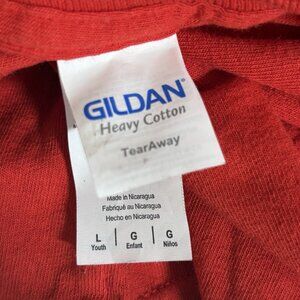 GILDAN®
Heavy Cotton
TearAway
Made in Nicaragua
Fabriqué au Nicaragua
Hecho en Nicaragua
L | G | G
Youth | Enfant | Niños